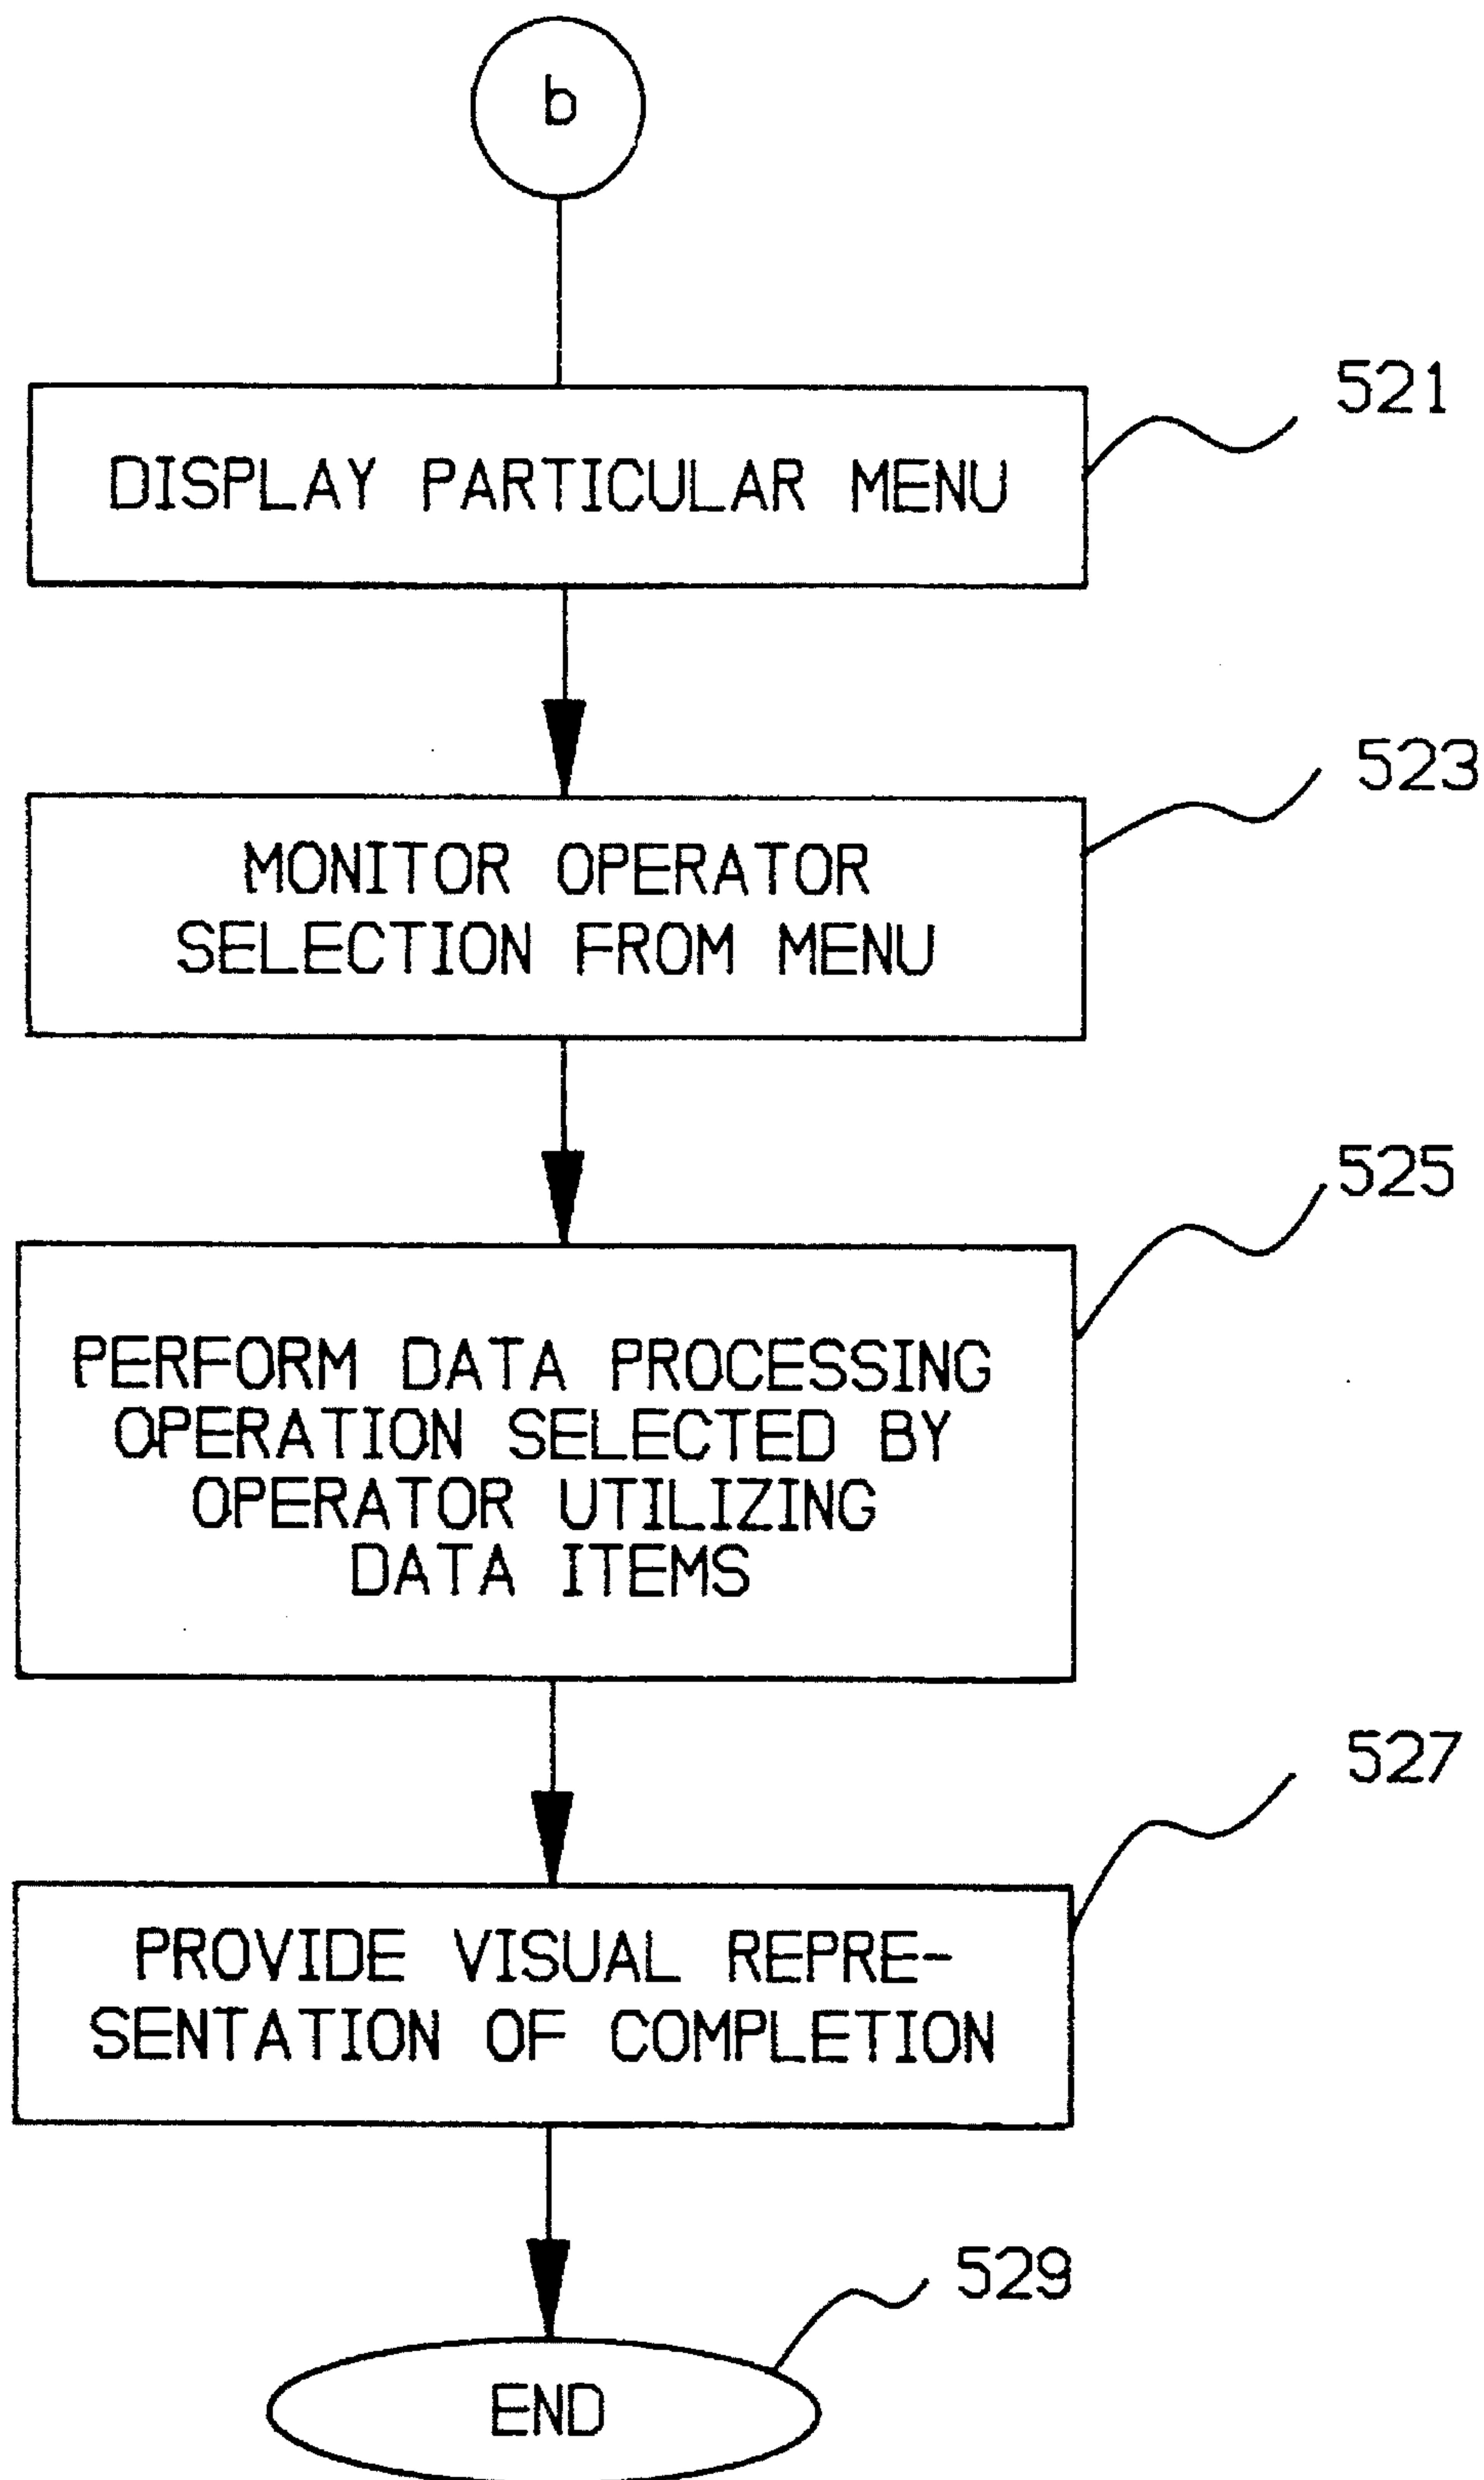 b
521
DISPLAY PARTICULAR MENU
523
MONITOR OPERATOR
SELECTION FROM MENU
525
PERFORM DATA PROCESSING
OPERATION SELECTED BY
OPERATOR UTILIZING
DATA ITEMS
527
PROVIDE VISUAL REPRE-
SENTATION OF COMPLETION
529
END